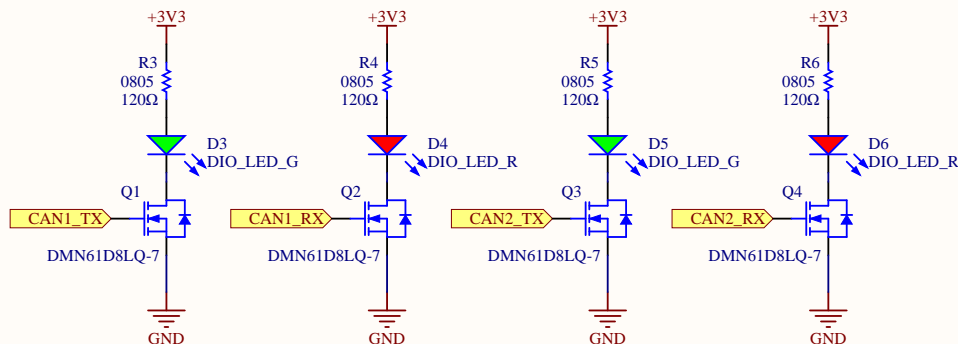 +3V3
R3
0805
120Ω
D3
DIO_LED_G
Q1
CAN1_TX
DMN61D8LQ-7
GND
+3V3
R4
0805
120Ω
D4
DIO_LED_R
Q2
CAN1_RX
DMN61D8LQ-7
GND
+3V3
R5
0805
120Ω
D5
DIO_LED_G
Q3
CAN2_TX
DMN61D8LQ-7
GND
+3V3
R6
0805
120Ω
D6
DIO_LED_R
Q4
CAN2_RX
DMN61D8LQ-7
GND